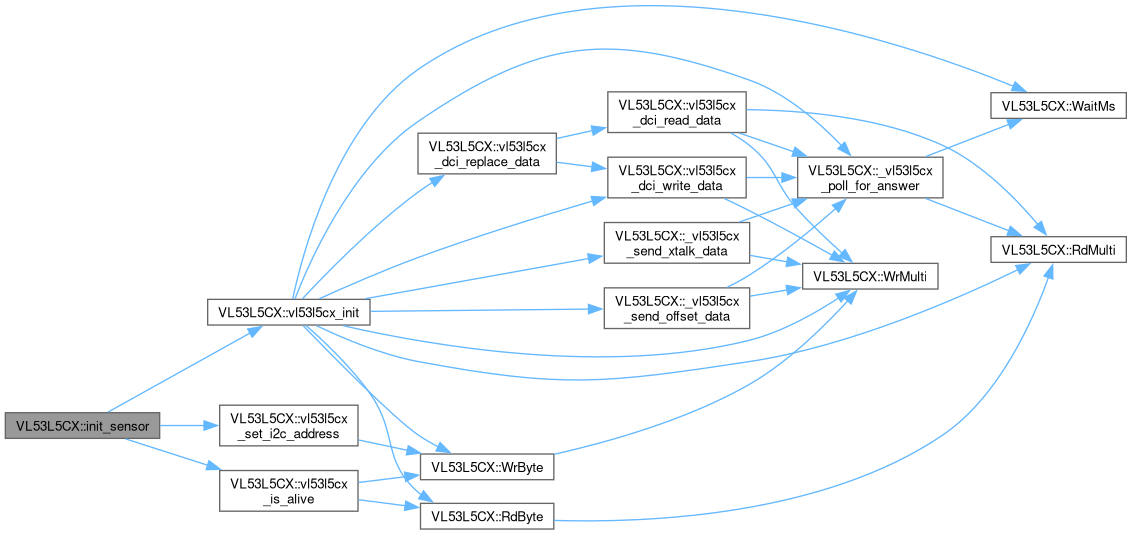 VL53L5CX::init_sensor
VL53L5CX::vl53l5cx_init
VL53L5CX::vl53l5cx
_set_i2c_address
VL53L5CX::vl53l5cx
_is_alive
VL53L5CX::vl53l5cx
_dci_replace_data
VL53L5CX::WrByte
VL53L5CX::RdByte
VL53L5CX::vl53l5cx
_dci_read_data
VL53L5CX::vl53l5cx
_dci_write_data
VL53L5CX::_vl53l5cx
_send_xtalk_data
VL53L5CX::_vl53l5cx
_send_offset_data
VL53L5CX::_vl53l5cx
_poll_for_answer
VL53L5CX::WrMulti
VL53L5CX::WaitMs
VL53L5CX::RdMulti